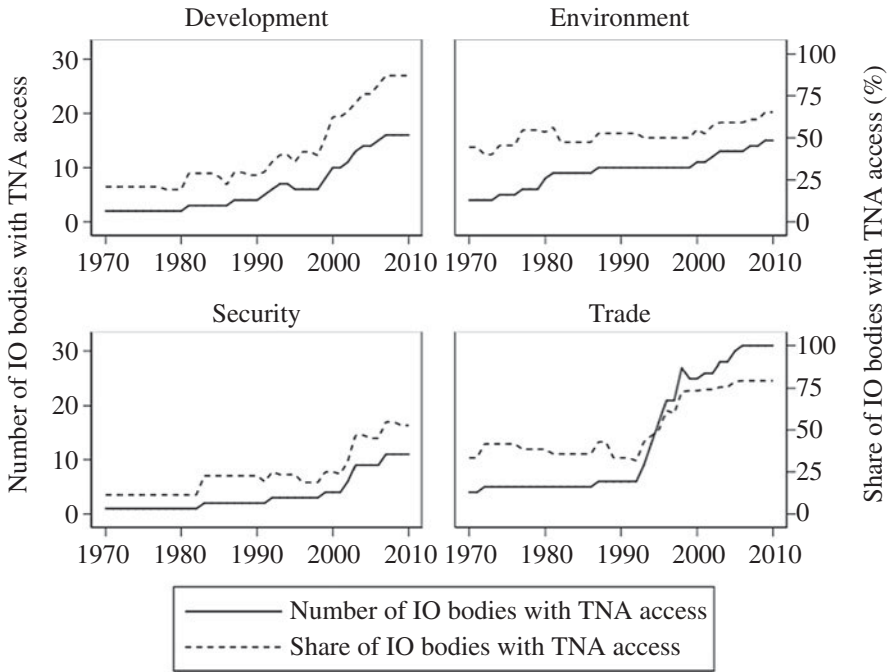 Development
Environment
Number of IO bodies with TNA access
30
20
10
0
1970 1980 1990 2000 2010
1970 1980 1990 2000 2010
100
75
50
25
0
Share of IO bodies with TNA access (%)
Security
Trade
30
20
10
0
1970 1980 1990 2000 2010
1970 1980 1990 2000 2010
100
75
50
25
0
Number of IO bodies with TNA access
Share of IO bodies with TNA access